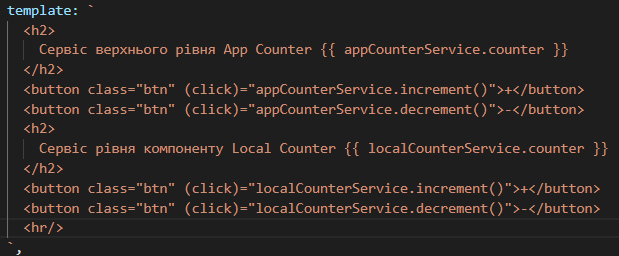 template: `
<h2>
Сервіс верхнього рівня App Counter {{ appCounterService.counter }}
</h2>
<button class="btn" (click)="appCounterService.increment()">+</button>
<button class="btn" (click)="appCounterService.decrement()">-</button>
<h2>
Сервіс рівня компоненту Local Counter {{ localCounterService.counter }}
</h2>
<button class="btn" (click)="localCounterService.increment()">+</button>
<button class="btn" (click)="localCounterService.decrement()">-</button>
<hr/>
`,